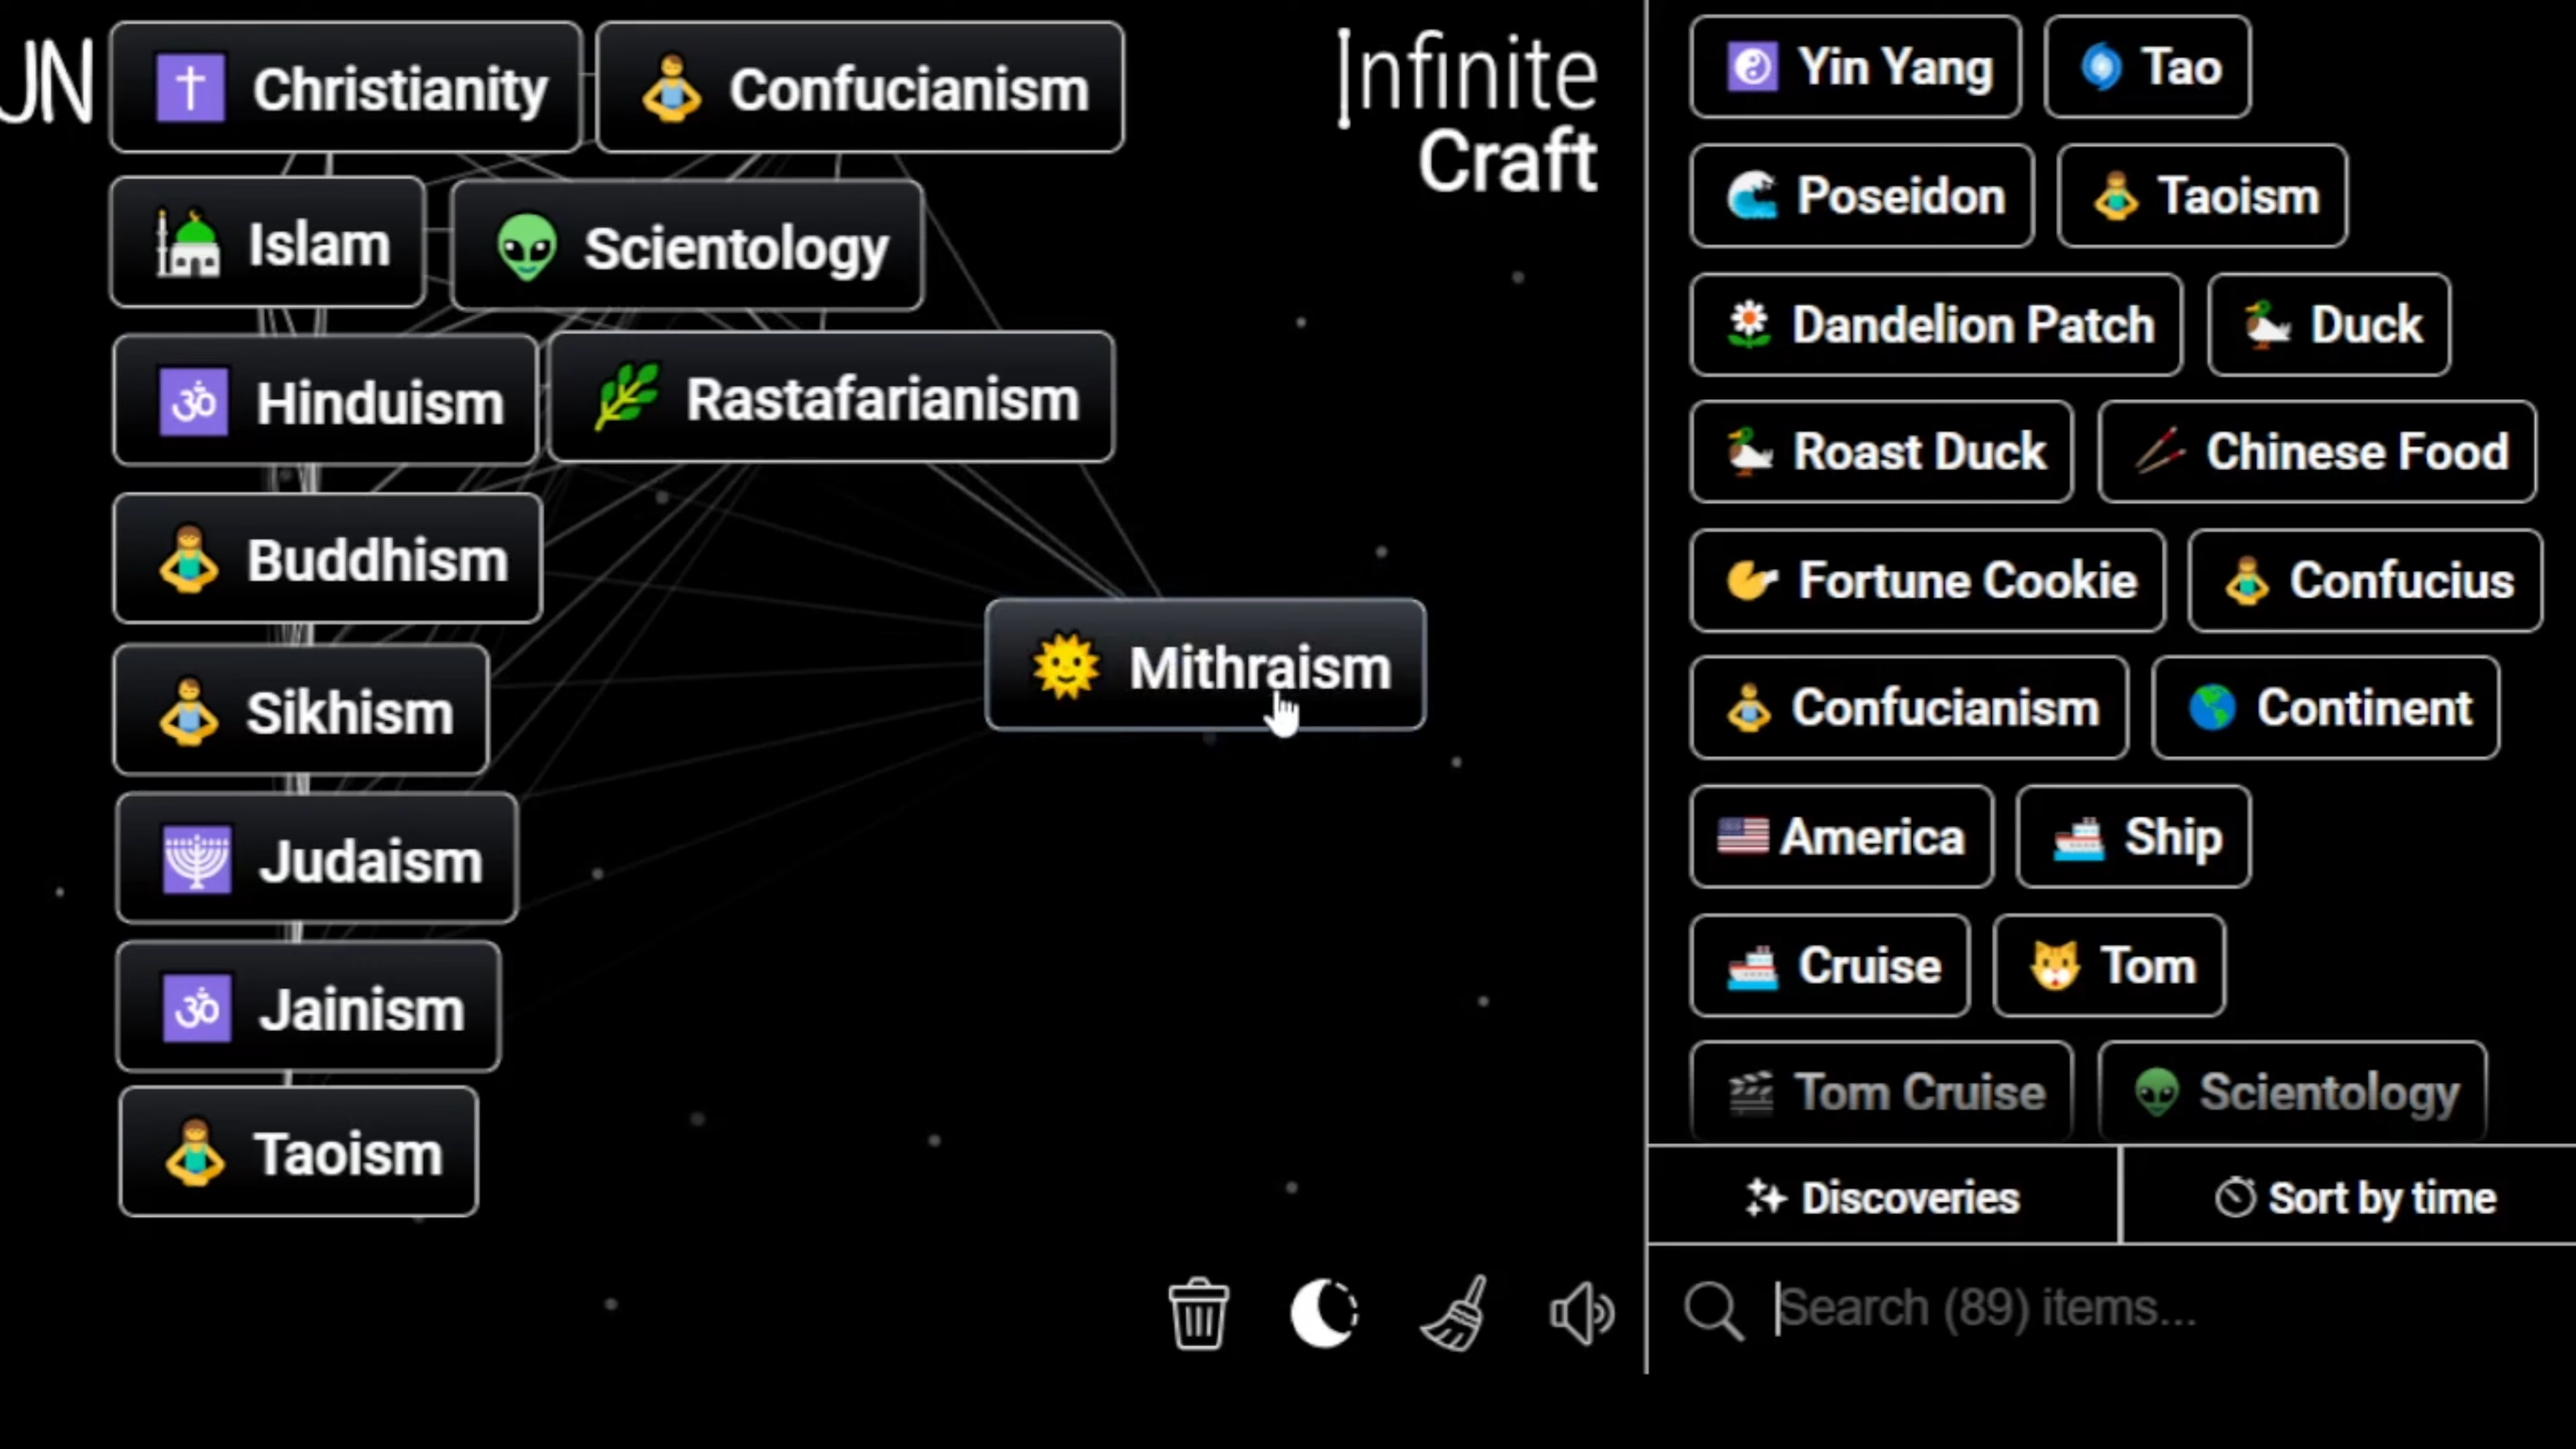 UN
Christianity
Confucianism
Islam
Scientology
Hinduism
Rastafarianism
Buddhism
Sikhism
Judaism
Jainism
Taoism
Mithraism
Infinite
Craft
Yin Yang
Tao
Poseidon
Taoism
Dandelion Patch
Duck
Roast Duck
Chinese Food
Fortune Cookie
Confucius
Confucianism
Continent
America
Ship
Cruise
Tom
Tom Cruise
Scientology
Discoveries
Sort by time
Search (89) items...